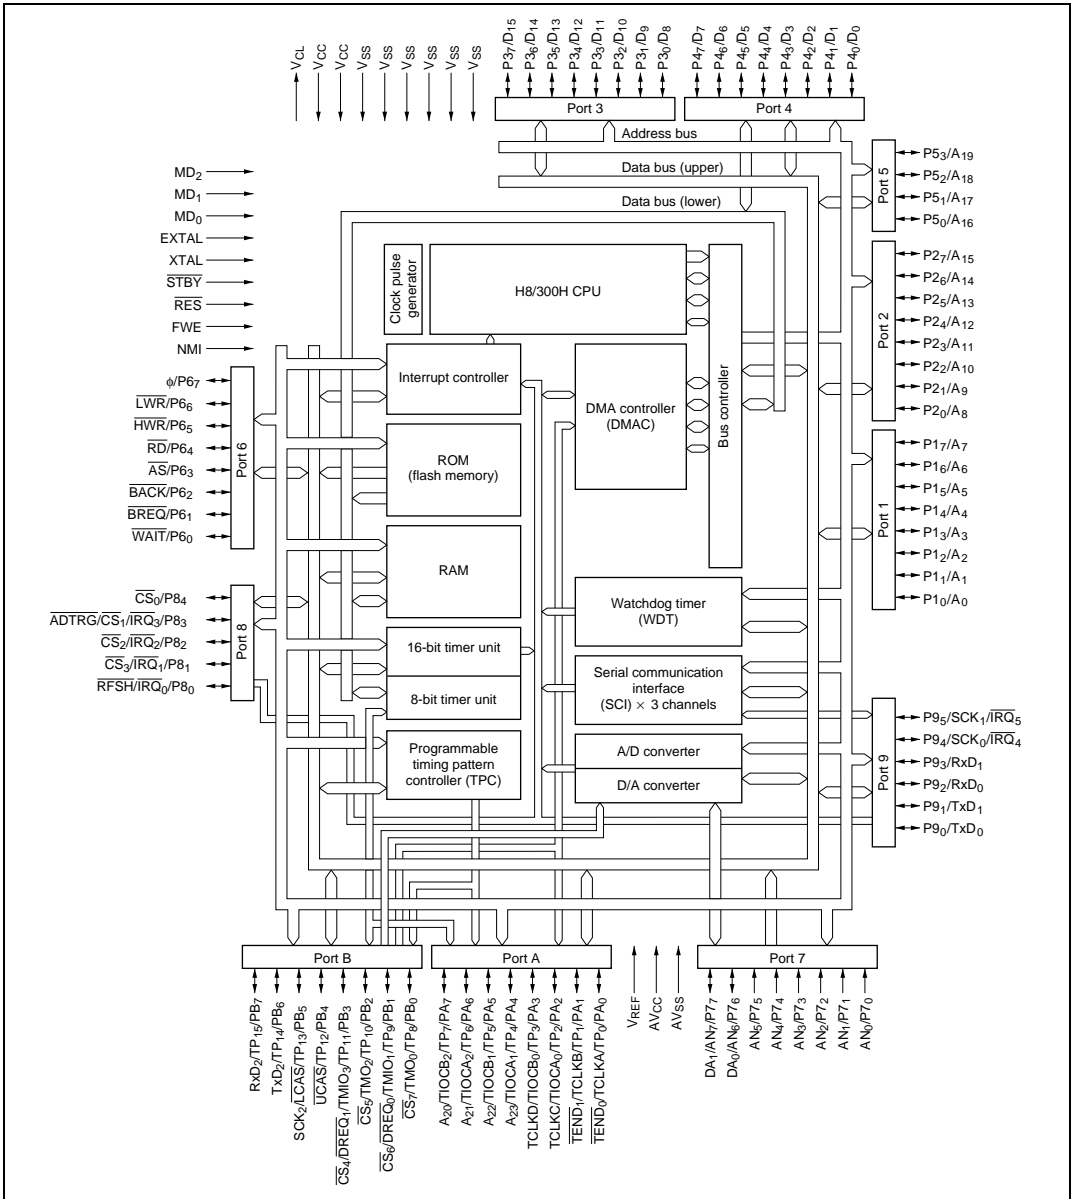 VCL
VCC
VCC
VSS
VSS
VSS
VSS
VSS
VSS
P37/D15
P36/D14
P35/D13
P34/D12
P33/D11
P32/D10
P31/D9
P30/D8
P47/D7
P46/D6
P45/D5
P44/D4
P43/D3
P42/D2
P41/D1
P40/D0
Port 3
Port 4
Address bus
Data bus (upper)
Data bus (lower)
MD2
MD1
MD0
EXTAL
XTAL
STBY
RES
FWE
NMI
Port 5
P53/A19
P52/A18
P51/A17
P50/A16
Clock pulse
generator
H8/300H CPU
Port 2
P27/A15
P26/A14
P25/A13
P24/A12
P23/A11
P22/A10
P21/A9
P20/A8
Interrupt controller
DMA controller
(DMAC)
Bus controller
φ/P67
LWR/P66
HWR/P65
RD/P64
AS/P63
BACK/P62
BREQ/P61
WAIT/P60
Port 6
ROM
(flash memory)
RAM
Port 1
P17/A7
P16/A6
P15/A5
P14/A4
P13/A3
P12/A2
P11/A1
P10/A0
CS0/P84
ADTRG/CS1/IRQ3/P83
CS2/IRQ2/P82
CS3/IRQ1/P81
RFSH/IRQ0/P80
Port 8
Watchdog timer
(WDT)
16-bit timer unit
8-bit timer unit
Serial communication
interface
(SCI) × 3 channels
Programmable
timing pattern
controller (TPC)
A/D converter
D/A converter
Port 9
P95/SCK1/IRQ5
P94/SCK0/IRQ4
P93/RxD1
P92/RxD0
P91/TxD1
P90/TxD0
Port B
Port A
Port 7
RxD2/TP15/PB7
TxD2/TP14/PB6
SCK2/LCAS/TP13/PB5
UCAS/TP12/PB4
CS4/DREQ1/TMIO3/TP11/PB3
CS5/TMO2/TP10/PB2
CS6/DREQ0/TMIO1/TP9/PB1
CS7/TMO0/TP8/PB0
A20/TIOCB2/TP7/PA7
A21/TIOCA2/TP6/PA6
A22/TIOCB1/TP5/PA5
A23/TIOCA1/TP4/PA4
TCLKD/TIOCB0/TP3/PA3
TCLKC/TIOCA0/TP2/PA2
TEND1/TCLKB/TP1/PA1
TEND0/TCLKA/TP0/PA0
VREF
AVCC
AVSS
DA1/AN7/P77
DA0/AN6/P76
AN5/P75
AN4/P74
AN3/P73
AN2/P72
AN1/P71
AN0/P70